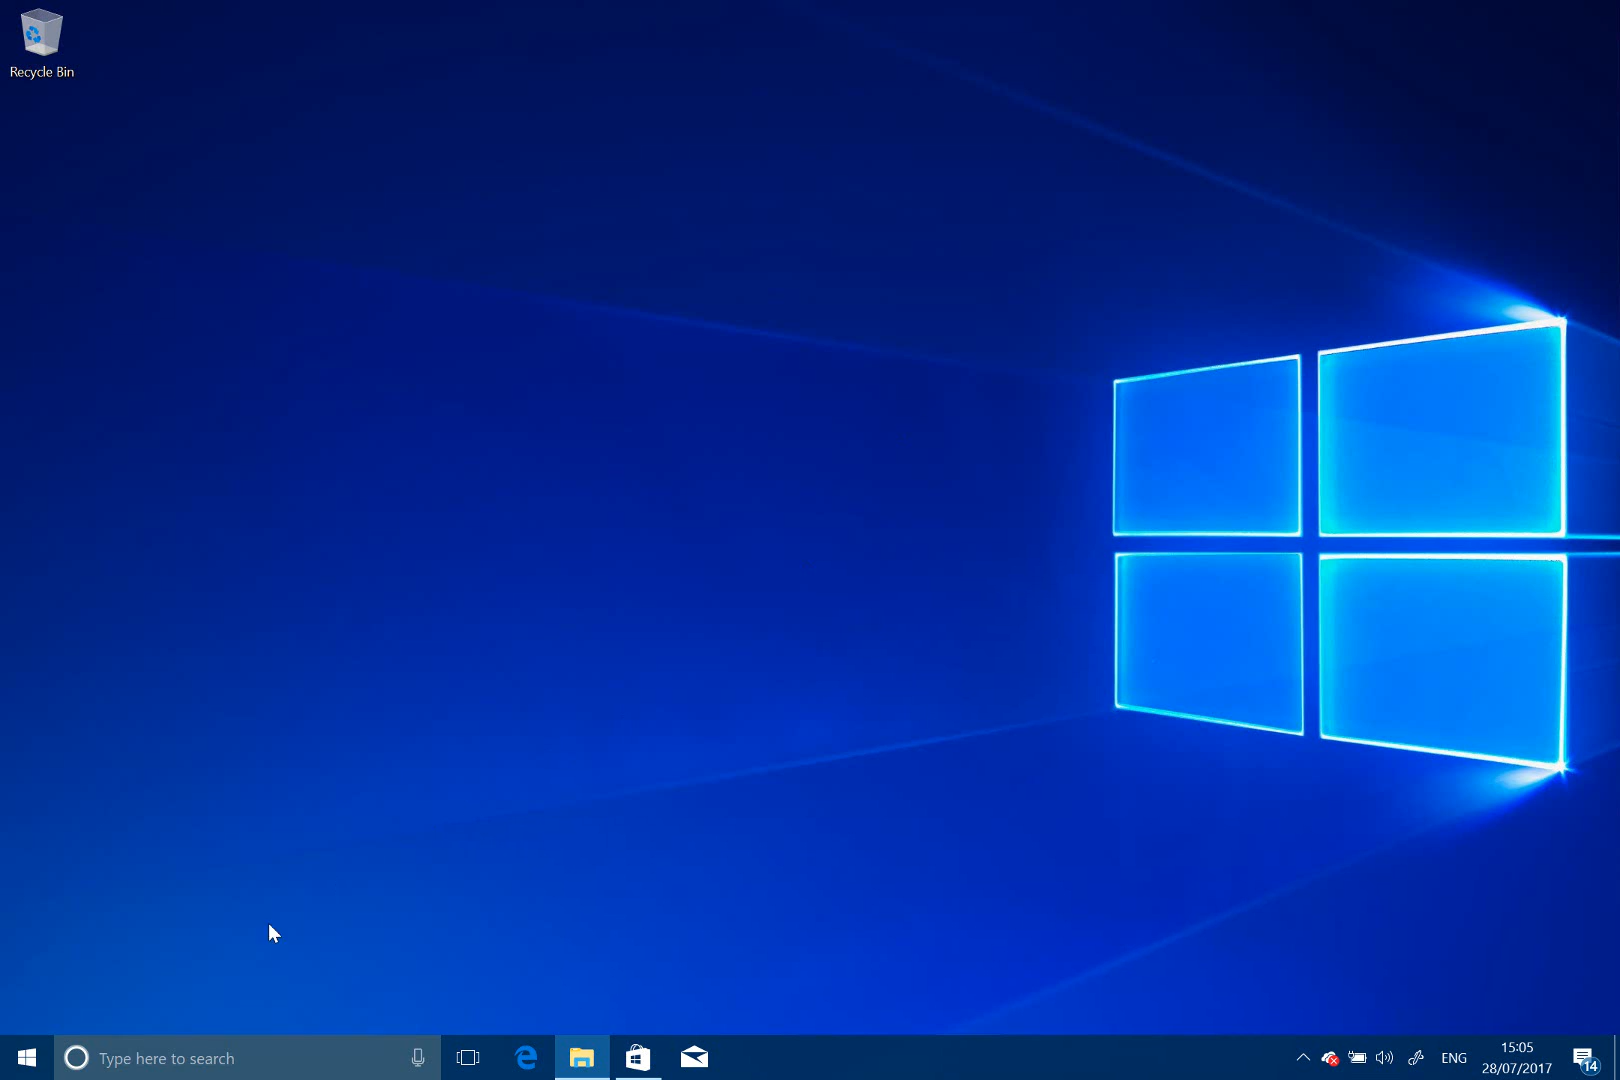 Recycle Bin
Type here to search
ENG
15:05
28/07/2017
14